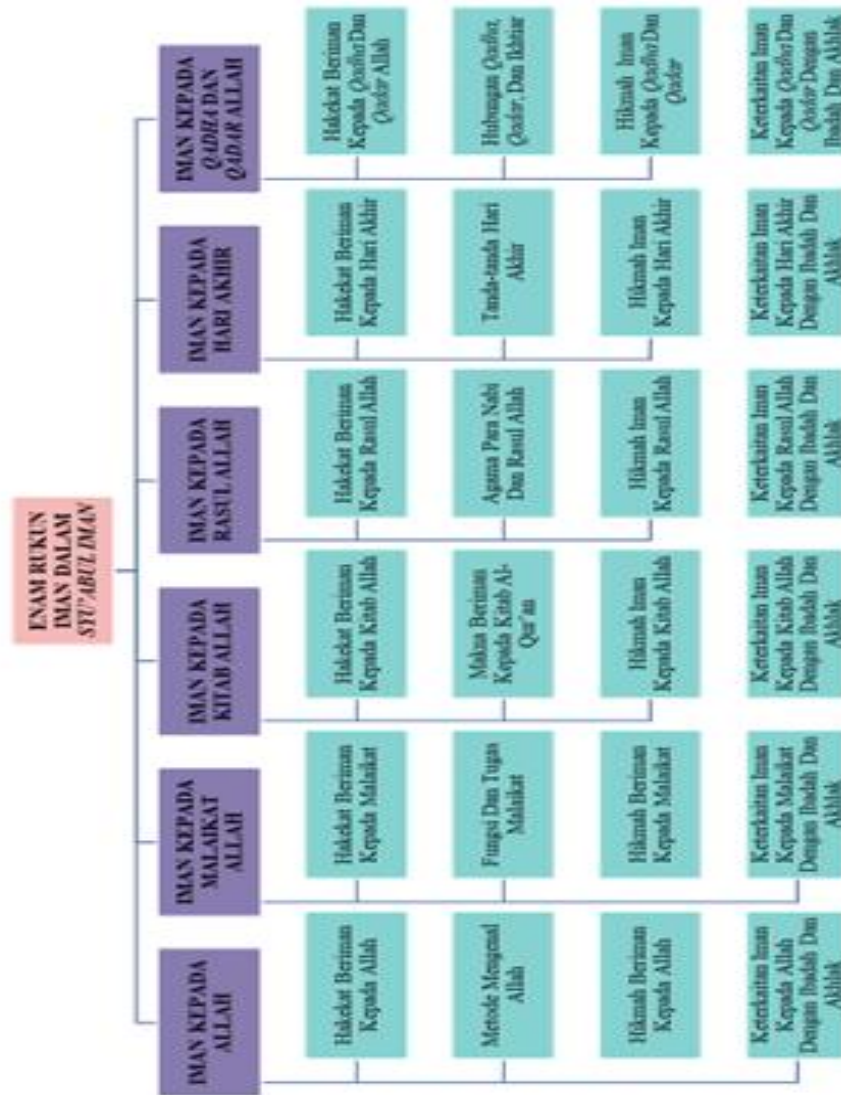 ENAM RUKUN
IMAN DALAM
SYU'ABUL IMAN
IMAN KEPADA
ALLAH
Hakekat Beriman
Kepada Allah
Metode Mengenal
Allah
Hikmah Beriman
Kepada Allah
Keterkaitan Iman
Kepada Allah
Dengan Ibadah Dan
Akhlak
IMAN KEPADA
MALAIKAT
ALLAH
Hakekat Beriman
Kepada Malaikat
Fungsi Dan Tugas
Malaikat
Hikmah Beriman
Kepada Malaikat
Keterkaitan Iman
Kepada Malaikat
Dengan Ibadah Dan
Akhlak
IMAN KEPADA
KITAB ALLAH
Hakekat Beriman
Kepada Kitab Allah
Makna Beriman
Kepada Kitab Al-
Qur'an
Hikmah Iman
Kepada Kitab Allah
Keterkaitan Iman
Kepada Kitab Allah
Dengan Ibadah Dan
Akhlak
IMAN KEPADA
RASUL ALLAH
Hakekat Beriman
Kepada Rasul Allah
Agama Para Nabi
Dan Rasul Allah
Hikmah Iman
Kepada Rasul Allah
Keterkaitan Iman
Kepada Rasul Allah
Dengan Ibadah Dan
Akhlak
IMAN KEPADA
HARI AKHIR
Hakekat Beriman
Kepada Hari Akhir
Tanda-tanda Hari
Akhir
Hikmah Iman
Kepada Hari Akhir
Keterkaitan Iman
Kepada Hari Akhir
Dengan Ibadah Dan
Akhlak
IMAN KEPADA
QADHA DAN
QADAR ALLAH
Hakekat Beriman
Kepada Qadha Dan
Qadar Allah
Hubungan Qadha,
Qadar, Dan Ikhtiar
Hikmah Iman
Kepada Qadha Dan
Qadar
Keterkaitan Iman
Kepada Qadha Dan
Qadar Dengan
Ibadah Dan Akhlak